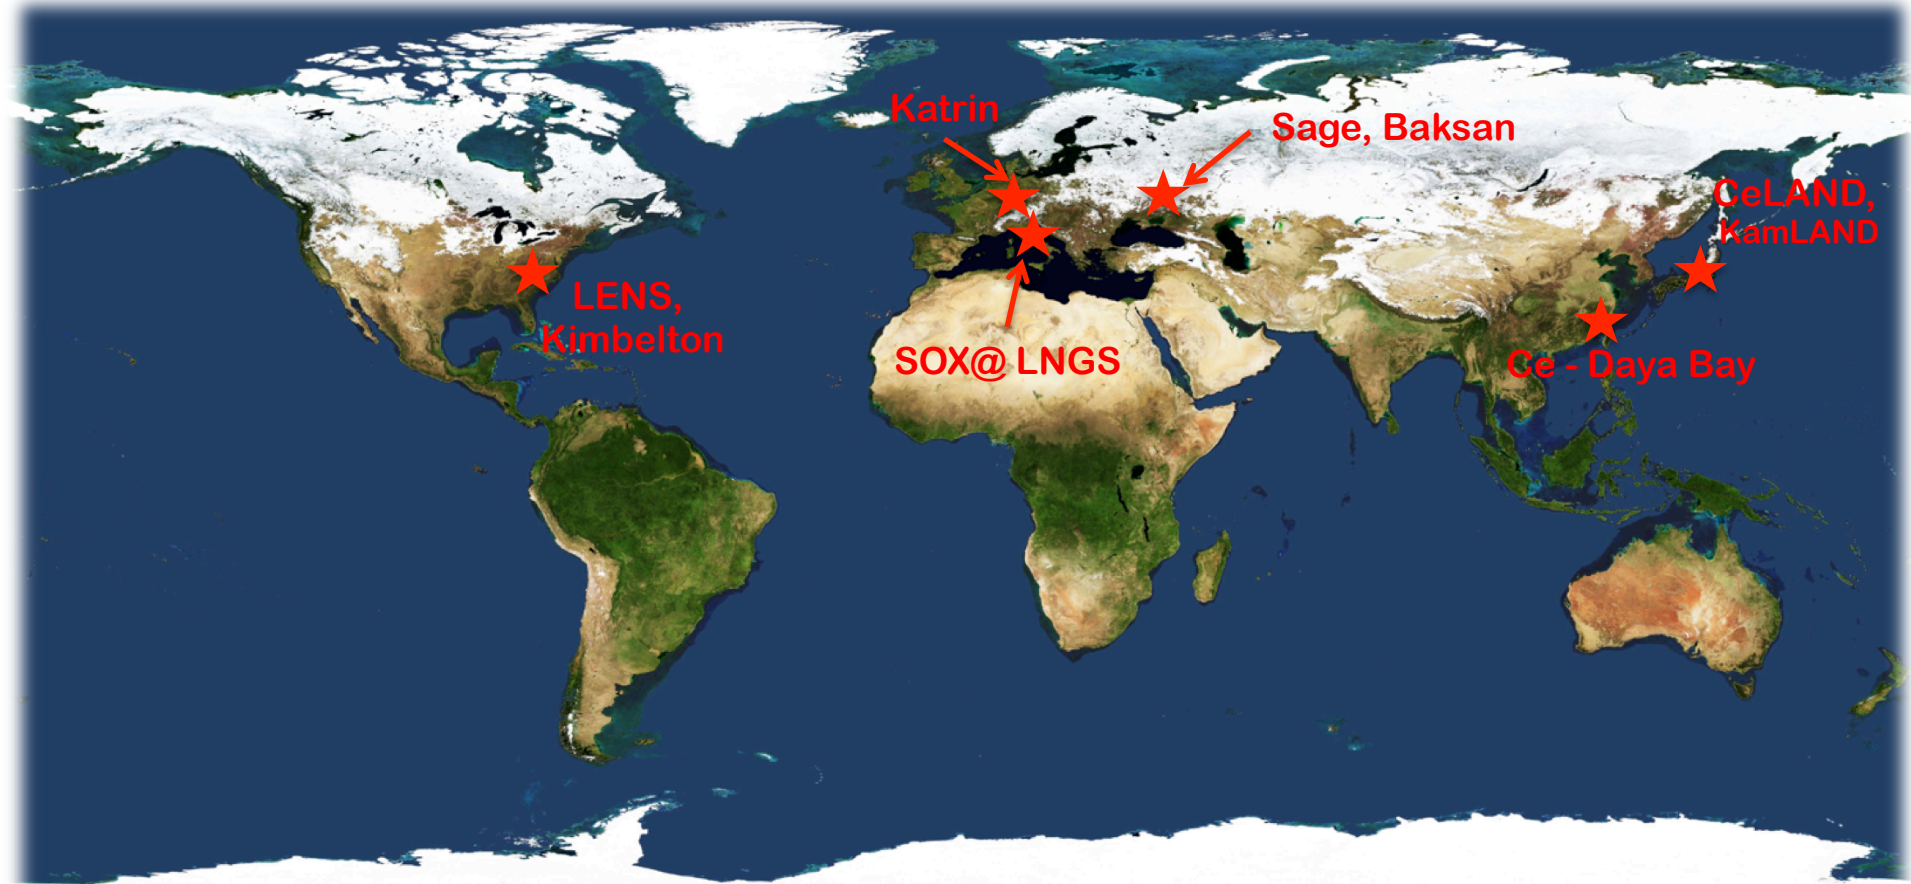 Katrin
Sage, Baksan
CeLAND,
KamLAND
LENS,
Kimbelton
SOX@ LNGS
Ce - Daya Bay